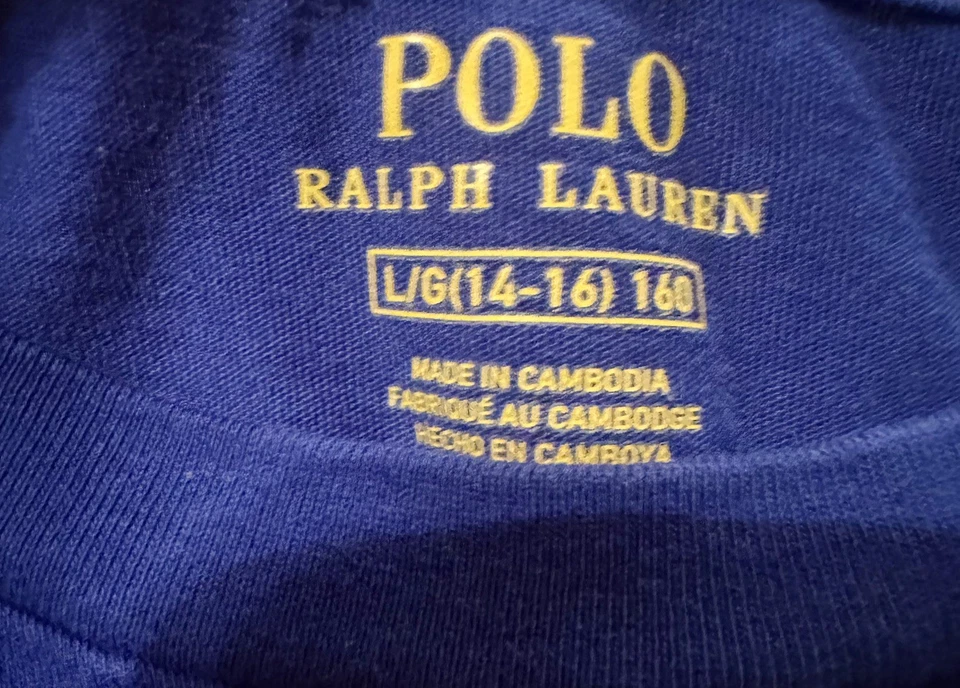 POLO
RALPH LAUREN
L/G(14-16) 160
MADE IN CAMBODIA
FABRIQUÉ AU CAMBODGE
HECHO EN CAMBOYA